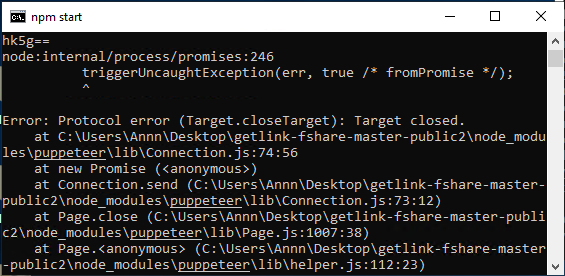 npm start
hk5g==
node:internal/process/promises:246
triggerUncaughtException(err, true /* fromPromise */);
^
Error: Protocol error (Target.closeTarget): Target closed.
at C:\Users\Annn\Desktop\getlink-fshare-master-public2\node_modu
les\puppeteer\lib\Connection.js:74:56
at new Promise (<anonymous>)
at Connection.send (C:\Users\Annn\Desktop\getlink-fshare-master-
public2\node_modules\puppeteer\lib\Connection.js:73:12)
at Page.close (C:\Users\Annn\Desktop\getlink-fshare-master-publi
c2\node_modules\puppeteer\lib\Page.js:1007:38)
at Page.<anonymous> (C:\Users\Annn\Desktop\getlink-fshare-master
-public2\node_modules\puppeteer\lib\helper.js:112:23)